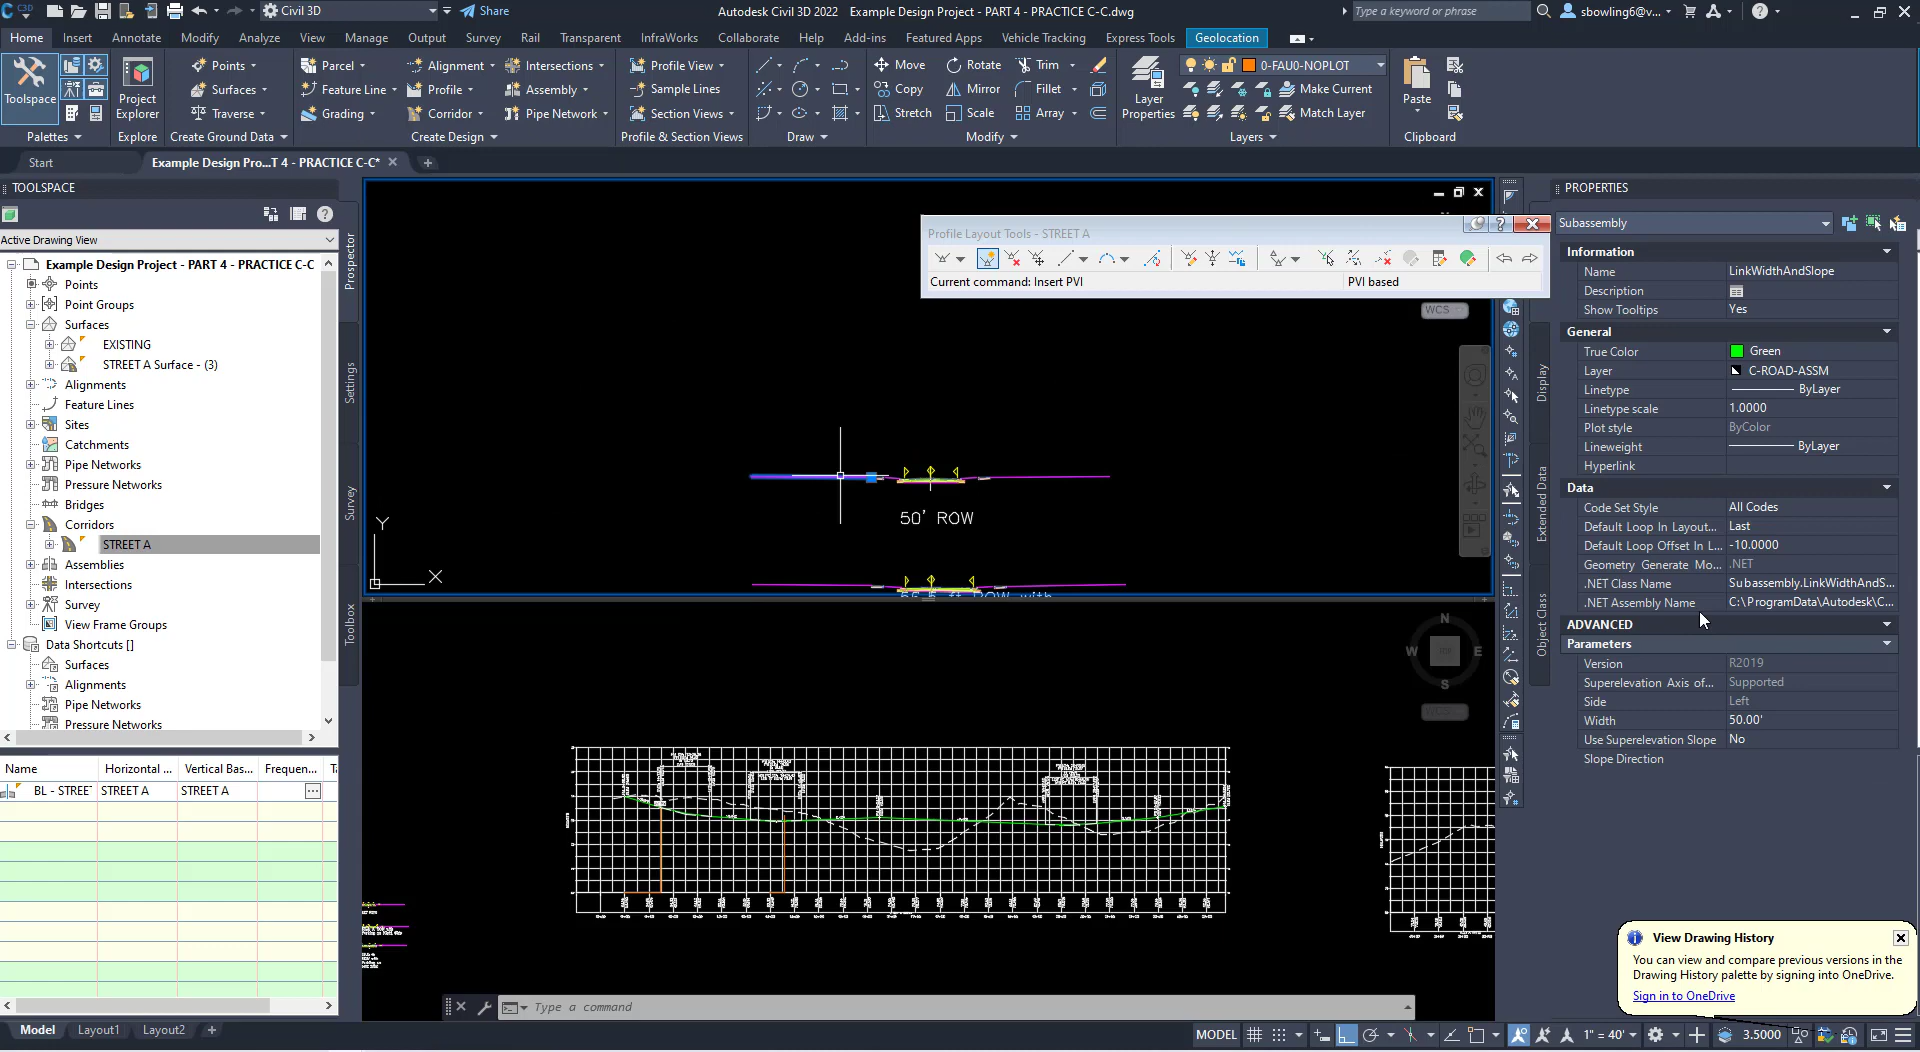 Civil 3D
Share
Autodesk Civil 3D 2022 Example Design Project - PART 4 - PRACTICE C-C.dwg
Type a keyword or phrase
sbowling6@v...
Home Insert Annotate Modify Analyze View Manage Output Survey Rail Transparent InfraWorks Collaborate Help Add-ins Featured Apps Vehicle Tracking Express Tools Geolocation
Toolspace
Project Explorer
Points
Surfaces
Traverse
Parcel
Feature Line
Grading
Alignment
Profile
Corridor
Intersections
Assembly
Pipe Network
Profile View
Sample Lines
Section Views
Move
Copy
Stretch
Rotate
Mirror
Scale
Trim
Fillet
Array
Layer Properties
0-FAU0-NOPLOT
Make Current
Match Layer
Paste
Palettes Explore Create Ground Data Create Design Profile & Section Views Draw Modify Layers Clipboard
Start
Example Design Pro...T 4 - PRACTICE C-C*
TOOLSPACE
Active Drawing View
Example Design Project - PART 4 - PRACTICE C-C
Points
Point Groups
Surfaces
EXISTING
STREET A Surface - (3)
Alignments
Feature Lines
Sites
Catchments
Pipe Networks
Pressure Networks
Bridges
Corridors
STREET A
Assemblies
Intersections
Survey
View Frame Groups
Data Shortcuts []
Surfaces
Alignments
Pipe Networks
Pressure Networks
Prospector
Settings
Survey
Toolbox
Name Horizontal ... Vertical Bas... Frequen...
BL - STREE STREET A STREET A
Profile Layout Tools - STREET A
Current command: Insert PVI
PVI based
WCS
50' ROW
Y
X
N
W
E
S
Type a command
PROPERTIES
Subassembly
Display
Extended Data
Object Class
Information
Name LinkWidthAndSlope
Description
Show Tooltips Yes
General
True Color Green
Layer C-ROAD-ASSM
Linetype ByLayer
Linetype scale 1.0000
Plot style ByColor
Lineweight ByLayer
Hyperlink
Data
Code Set Style All Codes
Default Loop In Layout... Last
Default Loop Offset In L... -10.0000
Geometry Generate Mo... .NET
.NET Class Name Subassembly.LinkWidthAndS...
.NET Assembly Name C:\ProgramData\Autodesk\C...
ADVANCED
Parameters
Version R2019
Superelevation Axis of... Supported
Side Left
Width 50.00'
Use Superelevation Slope No
Slope Direction
View Drawing History
You can view and compare previous versions in the
Drawing History palette by signing into OneDrive.
Sign in to OneDrive
Model Layout1 Layout2
MODEL
1" = 40'
3.5000